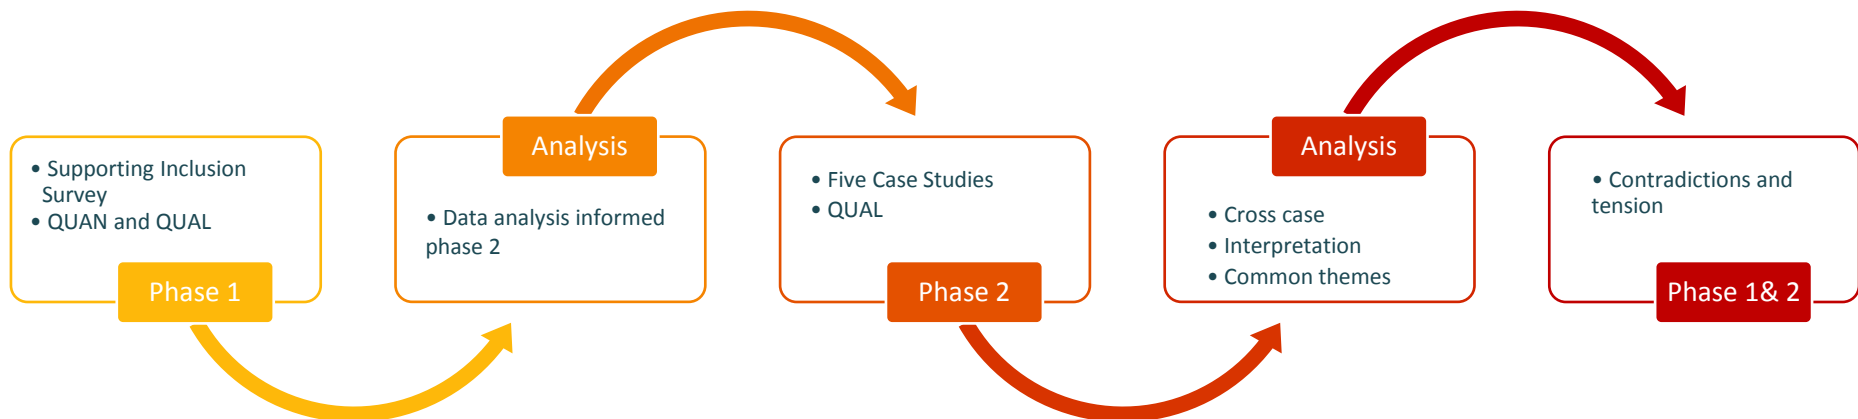 • Supporting Inclusion
Survey
• QUAN and QUAL
Phase 1
Analysis
• Data analysis informed
phase 2
• Five Case Studies
• QUAL
Phase 2
Analysis
• Cross case
• Interpretation
• Common themes
• Contradictions and
tension
Phase 1& 2